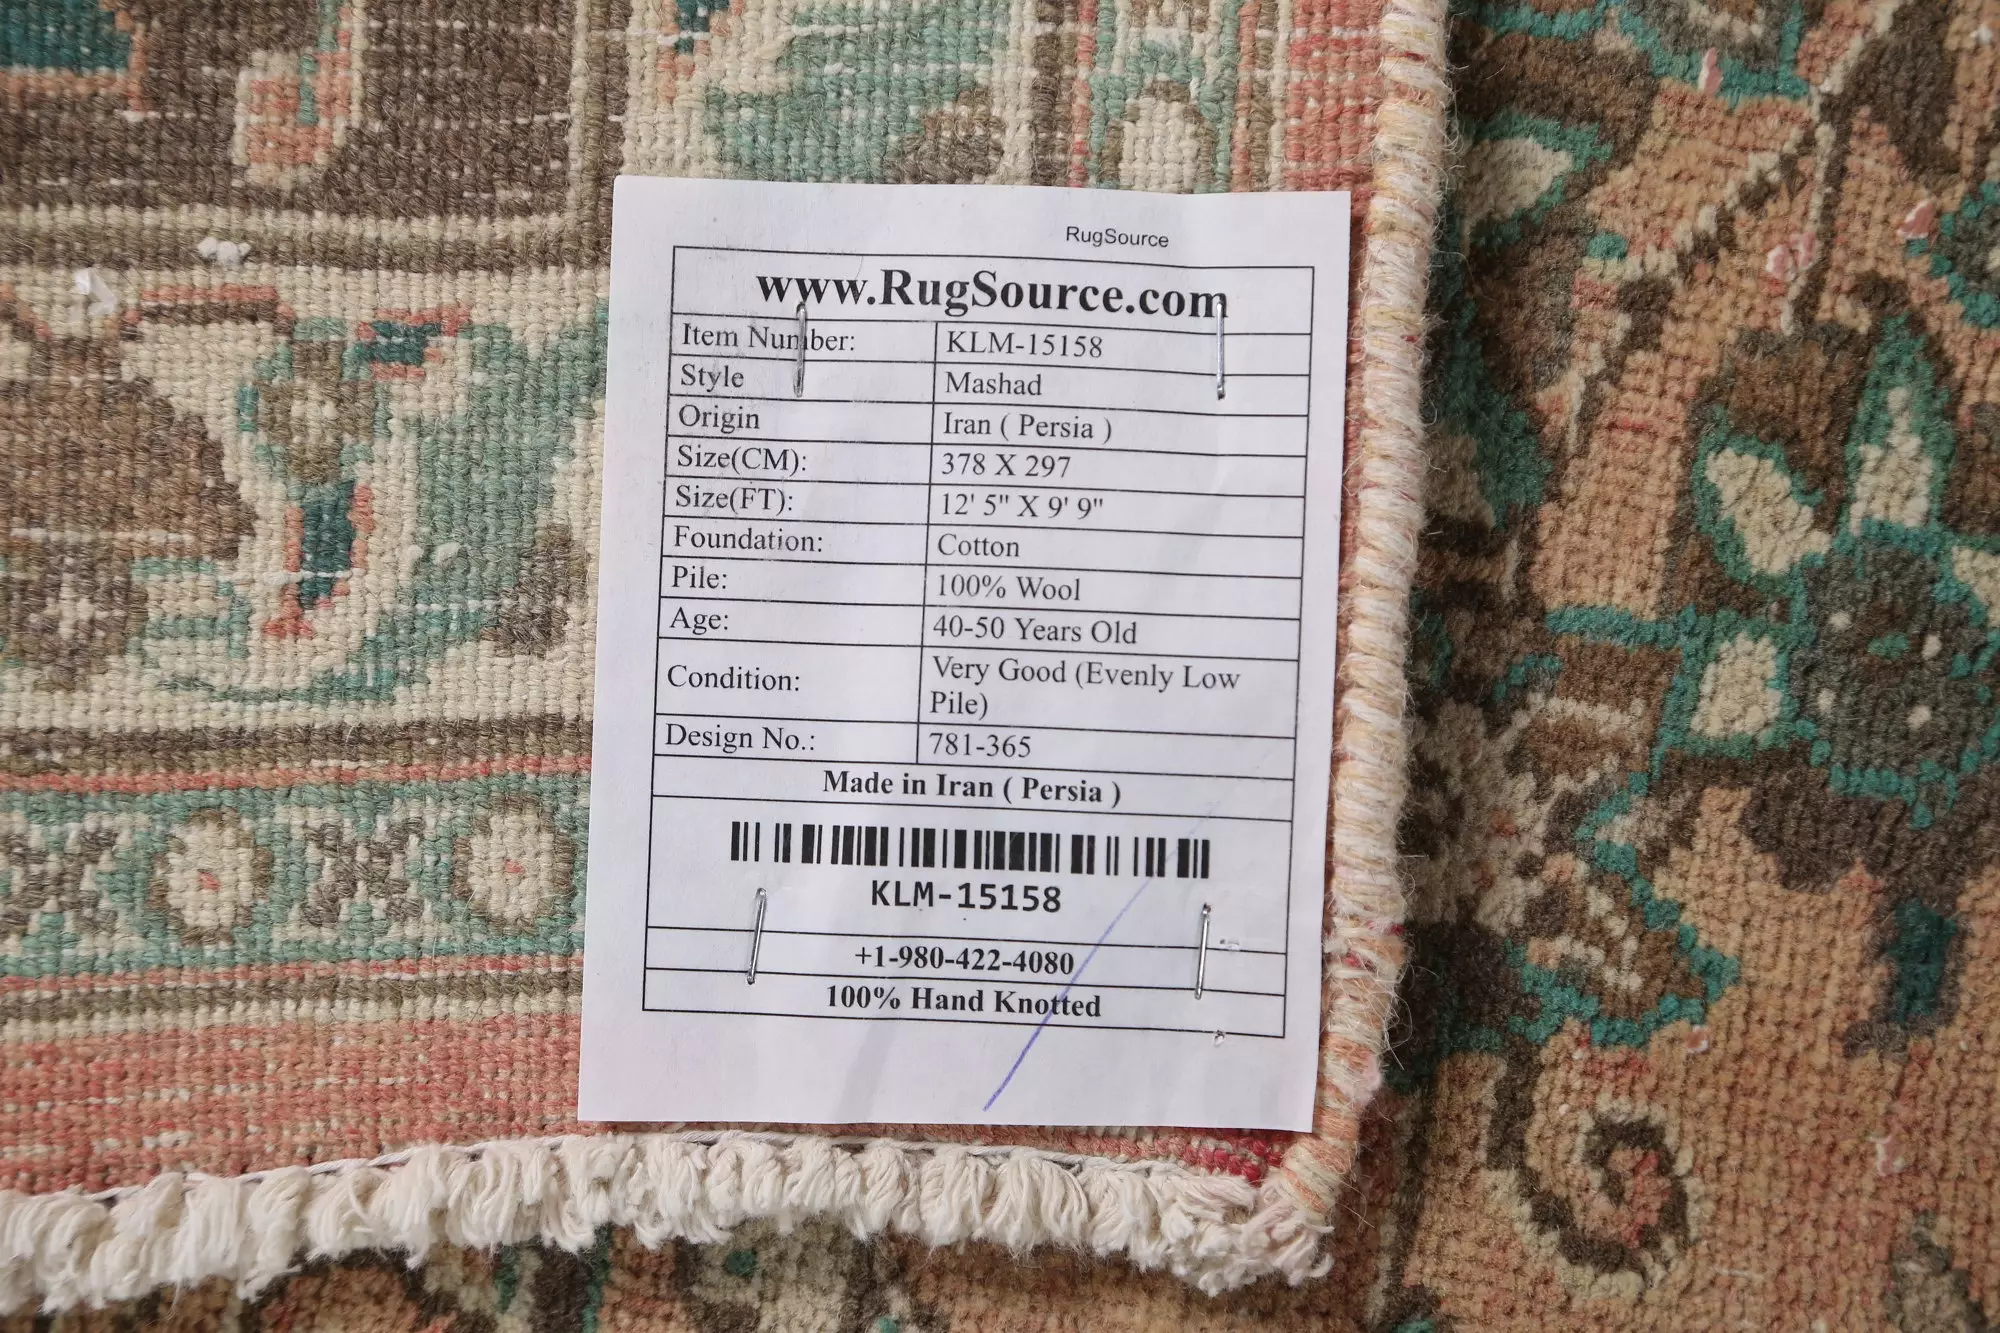 RugSource
www.RugSource.com
Item Number: KLM-15158
Style Mashad
Origin Iran ( Persia )
Size(CM): 378 X 297
Size(FT): 12' 5" X 9' 9"
Foundation: Cotton
Pile: 100% Wool
Age: 40-50 Years Old
Condition: Very Good (Evenly Low
Pile)
Design No.: 781-365
Made in Iran ( Persia )
KLM-15158
+1-980-422-4080
100% Hand Knotted